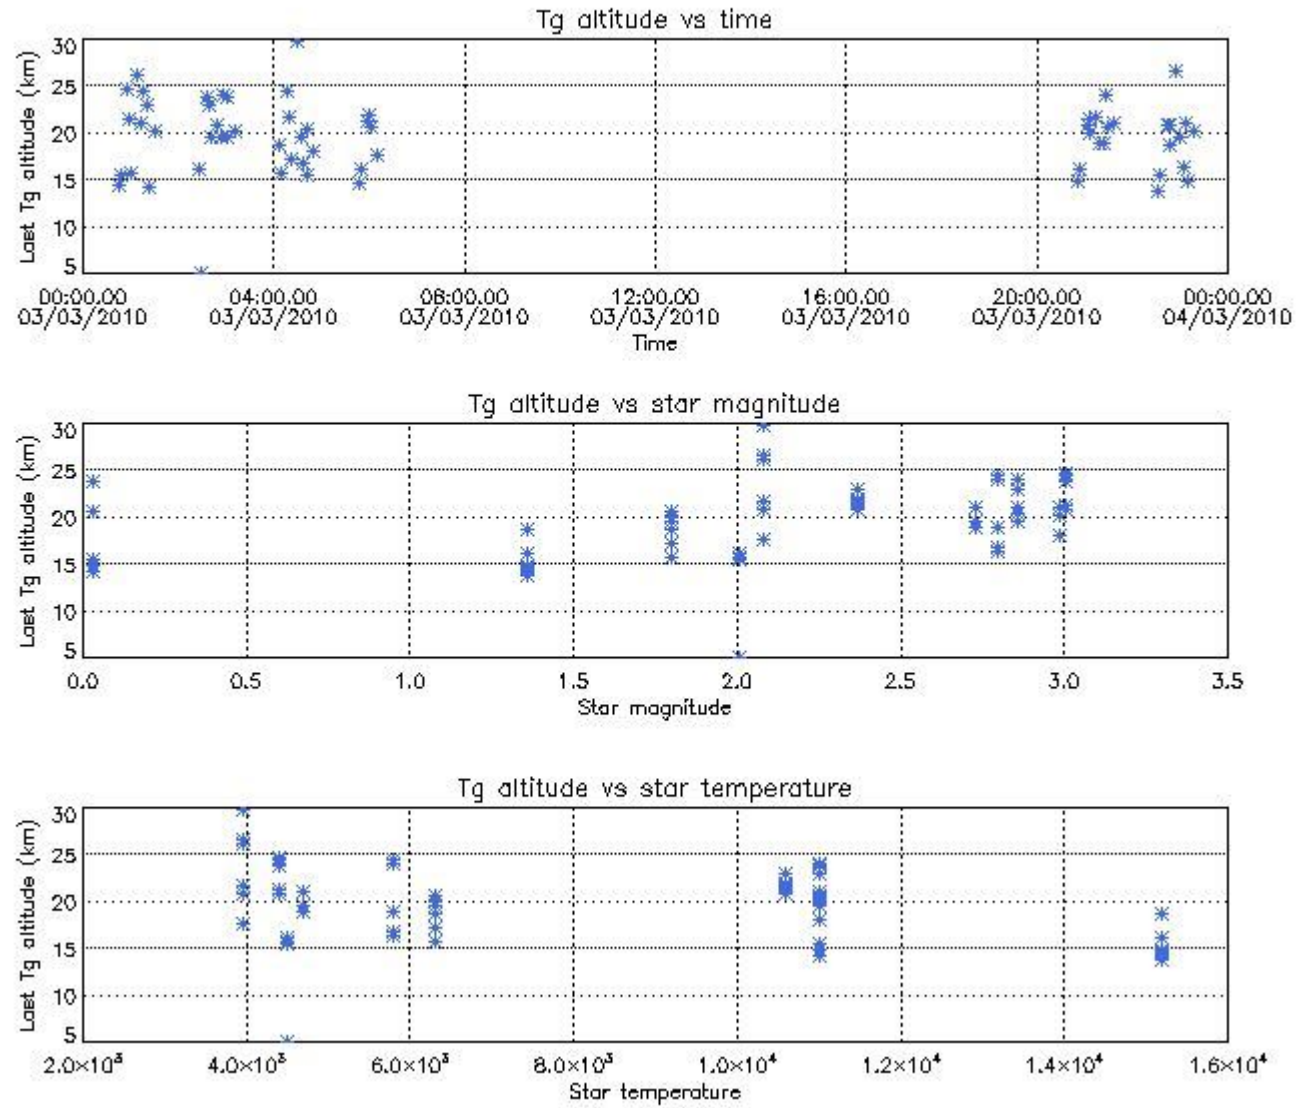 Tg altitude vs time
Last Tg altitude (km)
30
25
20
15
10
5
00:00.00 04:00.00 08:00.00 12:00.00 16:00.00 20:00.00 00:00.00
03/03/2010 03/03/2010 03/03/2010 03/03/2010 03/03/2010 03/03/2010 04/03/2010
Time
Tg altitude vs star magnitude
Last Tg altitude (km)
30
25
20
15
10
5
0.0 0.5 1.0 1.5 2.0 2.5 3.0 3.5
Star magnitude
Tg altitude vs star temperature
Last Tg altitude (km)
30
25
20
15
10
5
2.0×10³ 4.0×10³ 6.0×10³ 8.0×10³ 1.0×10⁴ 1.2×10⁴ 1.4×10⁴ 1.6×10⁴
Star temperature